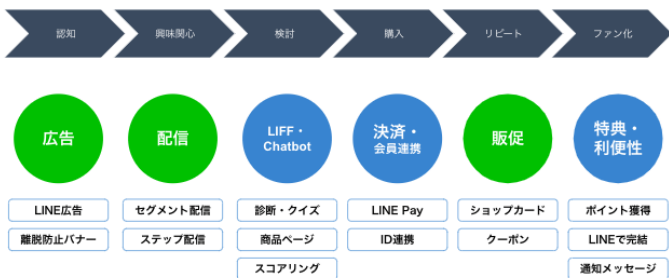 認知
興味関心
検討
購入
リピート
ファン化
広告
配信
LIFF・
Chatbot
決済・
会員連携
販促
特典・
利便性
LINE広告
セグメント配信
診断・クイズ
LINE Pay
ショップカード
ポイント獲得
離脱防止バナー
ステップ配信
商品ページ
ID連携
クーポン
LINEで完結
スコアリング
通知メッセージ